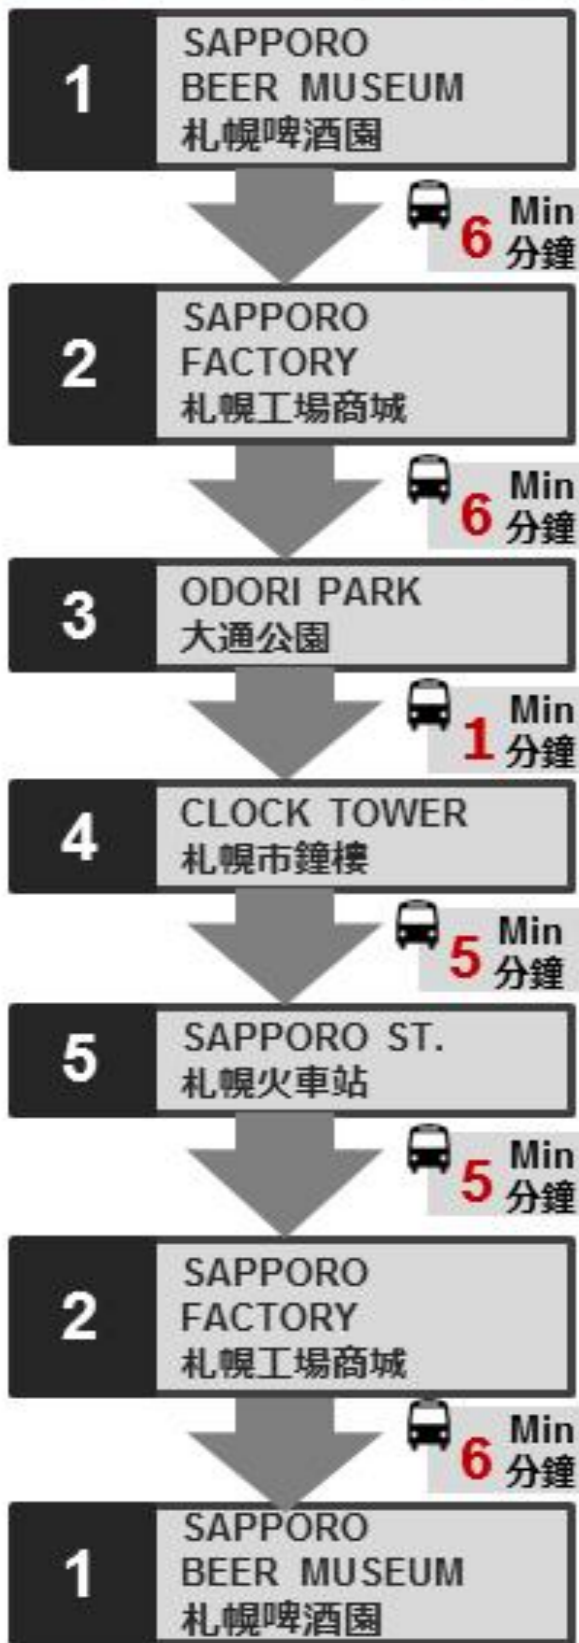 1
SAPPORO
BEER MUSEUM
札幌啤酒園
6 Min
分鐘
2
SAPPORO
FACTORY
札幌工場商城
6 Min
分鐘
3
ODORI PARK
大通公園
1 Min
分鐘
4
CLOCK TOWER
札幌市鐘樓
5 Min
分鐘
5
SAPPORO ST.
札幌火車站
5 Min
分鐘
2
SAPPORO
FACTORY
札幌工場商城
6 Min
分鐘
1
SAPPORO
BEER MUSEUM
札幌啤酒園